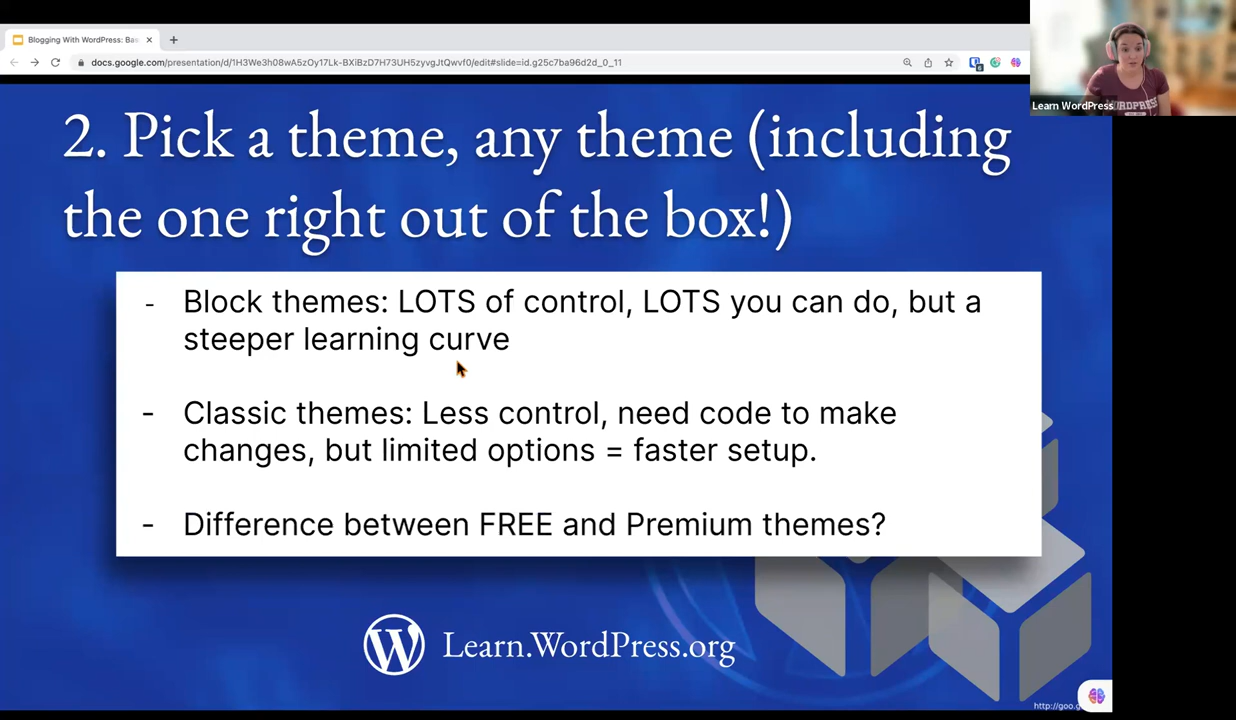 Blogging With WordPress: Bas
docs.google.com/presentation/d/1H3We3h08wA5zOy17Lk-BXiBzD7H73UH5zyvgJtQwvf0/edit#slide=id.g25c7ba96d2d_0_11
Learn WordPress
2. Pick a theme, any theme (including
the one right out of the box!)
- Block themes: LOTS of control, LOTS you can do, but a
steeper learning curve
- Classic themes: Less control, need code to make
changes, but limited options = faster setup.
- Difference between FREE and Premium themes?
Learn.WordPress.org
http://goo.g